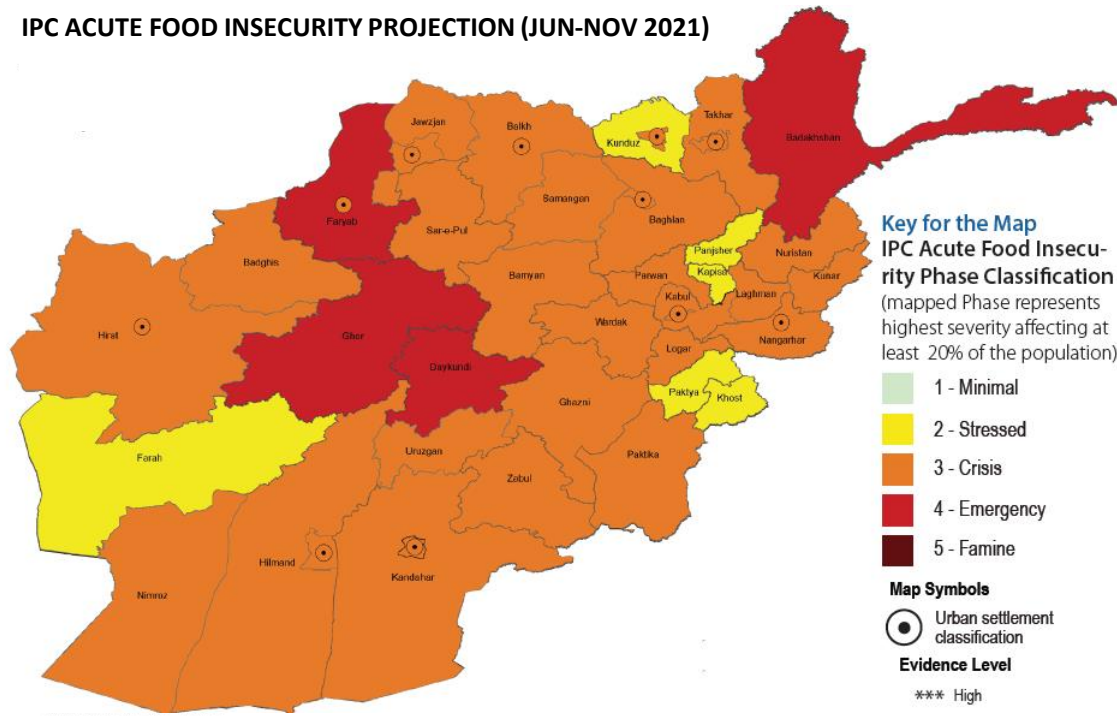 IPC ACUTE FOOD INSECURITY PROJECTION (JUN-NOV 2021)
Jawzjan
Balkh
Kunduz
Takhar
Badakhshan
Faryab
Sar-e-Pul
Samangan
Baghlan
Badghis
Panjsher
Nuristan
Kapisa
Kunar
Bamyan
Parwan
Laghman
Kabul
Hirat
Ghor
Wardak
Nangarhar
Logar
Daykundi
Paktya
Khost
Ghazni
Farah
Uruzgan
Paktika
Zabul
Hilmand
Kandahar
Nimroz
Key for the Map
IPC Acute Food Insecu-
rity Phase Classification
(mapped Phase represents
highest severity affecting at
least 20% of the population)
1 - Minimal
2 - Stressed
3 - Crisis
4 - Emergency
5 - Famine
Map Symbols
Urban settlement
classification
Evidence Level
*** High